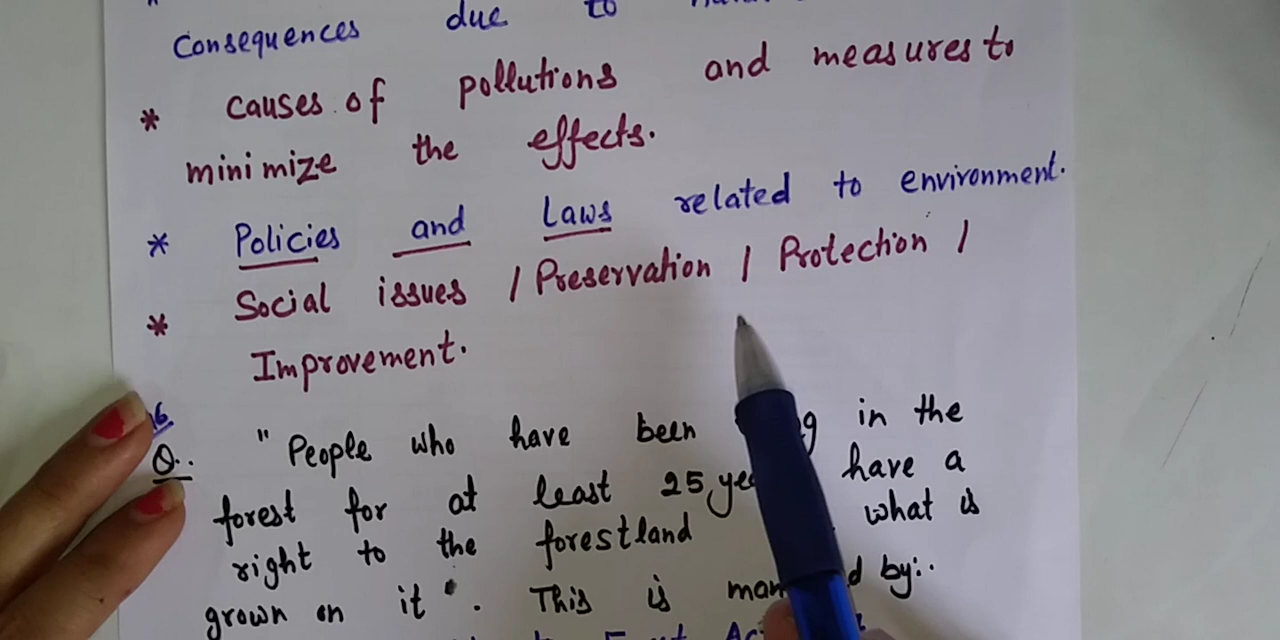 Consequences due to
* causes of pollutions and measures to
minimize the effects.
* Policies and Laws related to environment.
* Social issues / Preservation / Protection /
Improvement.
Q. " People who have been in the
forest for at least 25 have a
right to the forestland what is
grown on it ". This is by:.